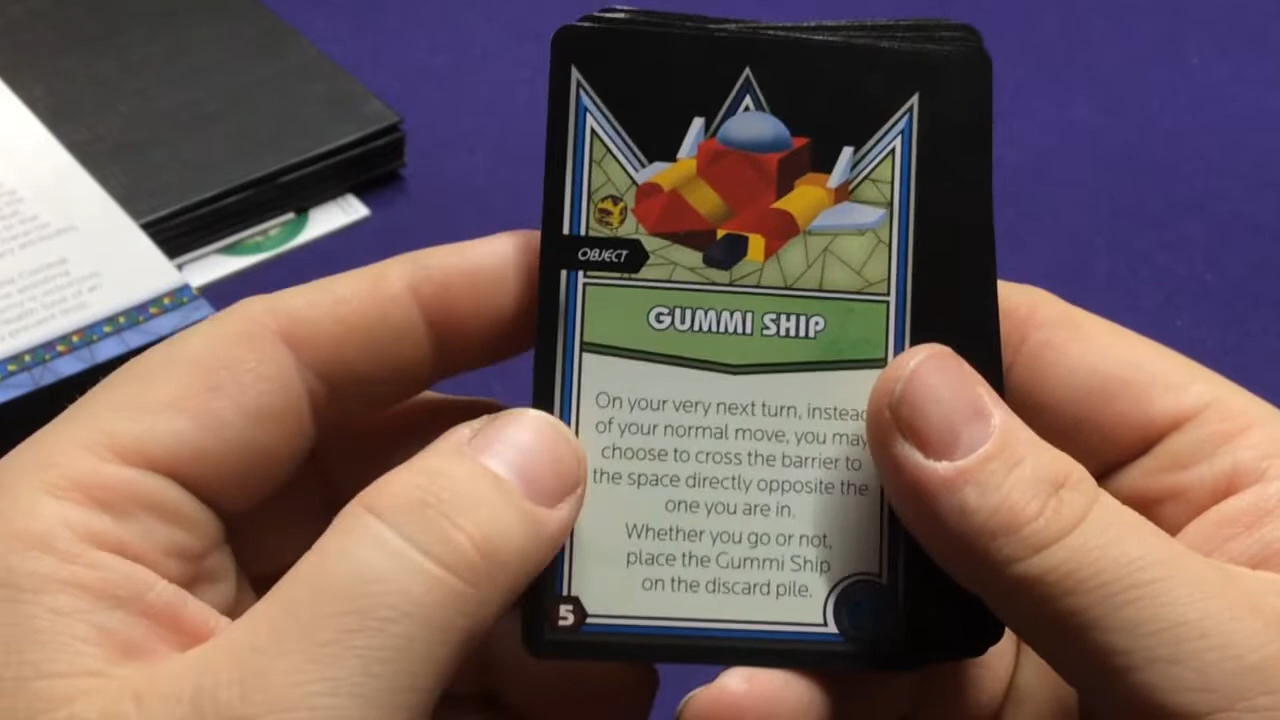 OBJECT
GUMMI SHIP
On your very next turn, instead
of your normal move, you may
choose to cross the barrier to
the space directly opposite the
one you are in.
Whether you go or not,
place the Gummi Ship
on the discard pile.
5